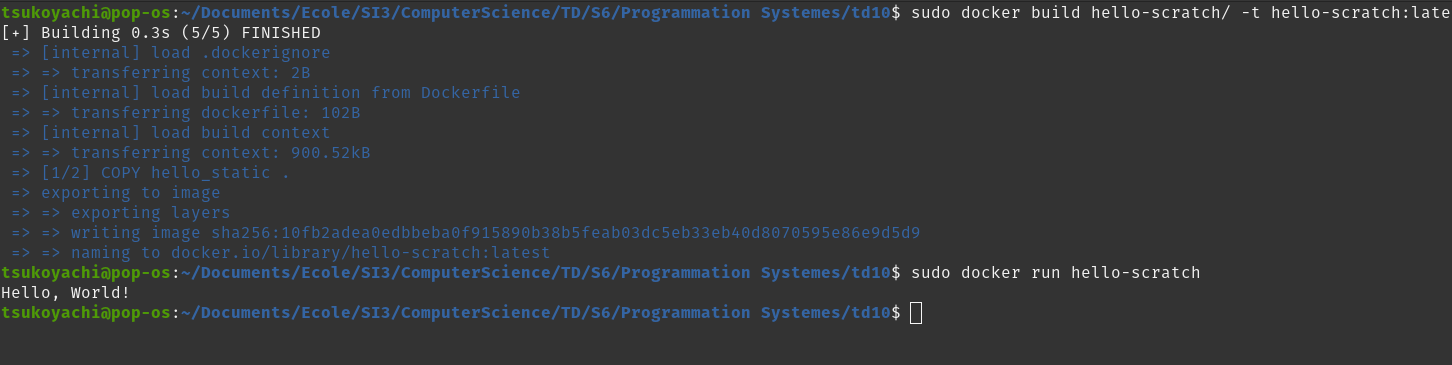 tsukoyachi@pop-os:~/Documents/Ecole/SI3/ComputerScience/TD/S6/Programmation Systemes/td10$ sudo docker build hello-scratch/ -t hello-scratch:late
[+] Building 0.3s (5/5) FINISHED
=> [internal] load .dockerignore
=> => transferring context: 2B
=> [internal] load build definition from Dockerfile
=> => transferring dockerfile: 102B
=> [internal] load build context
=> => transferring context: 900.52kB
=> [1/2] COPY hello_static .
=> exporting to image
=> => exporting layers
=> => writing image sha256:10fb2adea0edbbeba0f915890b38b5feab03dc5eb33eb40d8070595e86e9d5d9
=> => naming to docker.io/library/hello-scratch:latest
tsukoyachi@pop-os:~/Documents/Ecole/SI3/ComputerScience/TD/S6/Programmation Systemes/td10$ sudo docker run hello-scratch
Hello, World!
tsukoyachi@pop-os:~/Documents/Ecole/SI3/ComputerScience/TD/S6/Programmation Systemes/td10$